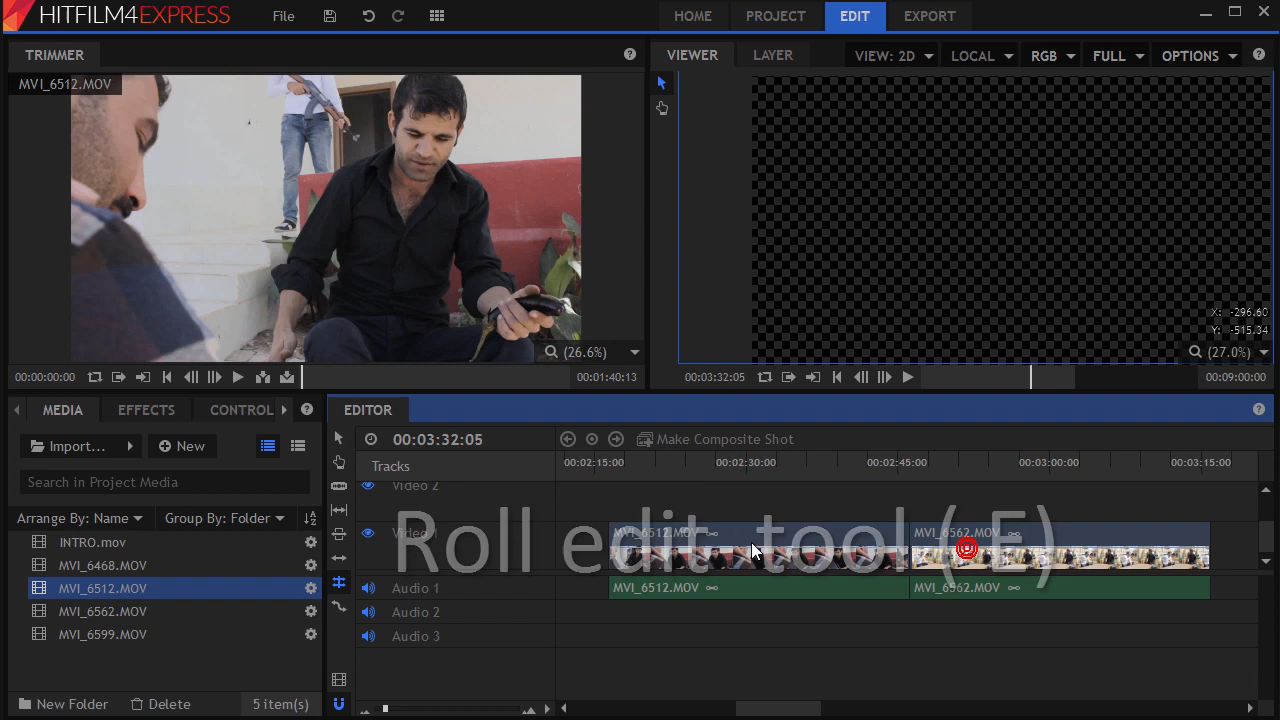 HITFILM4EXPRESS File HOME PROJECT EDIT EXPORT
TRIMMER VIEWER LAYER VIEW: 2D LOCAL RGB FULL OPTIONS
MVI_6512.MOV
X: -296.60
Y: -515.34
(26.6%) (27.0%)
00:00:00:00 00:01:40:13 00:03:32:05 00:09:00:00
MEDIA EFFECTS CONTROL EDITOR
Import... New 00:03:32:05 Make Composite Shot
Tracks 00:02:15:00 00:02:30:00 00:02:45:00 00:03:00:00 00:03:15:00
Search in Project Media
Video 2
Arrange By: Name Group By: Folder
Video 1 MVI_6512.MOV MVI_6562.MOV
Roll edit tool ( E)
INTRO.mov
MVI_6468.MOV
MVI_6512.MOV
MVI_6562.MOV
MVI_6599.MOV
Audio 1 MVI_6512.MOV MVI_6562.MOV
Audio 2
Audio 3
New Folder Delete 5 item(s)